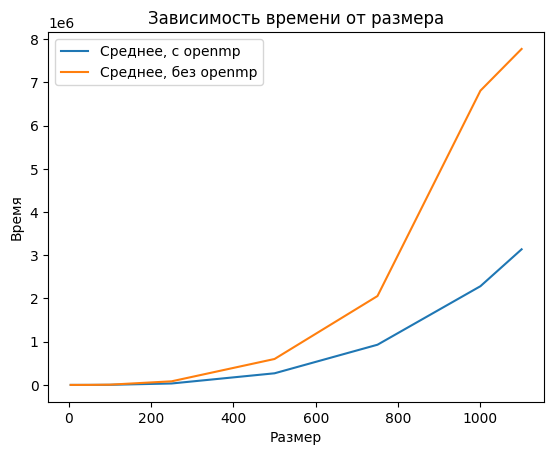 Зависимость времени от размера
1e6
Среднее, с openmp
Среднее, без openmp
8
7
6
5
4
3
2
1
0
Время
0 200 400 600 800 1000
Размер